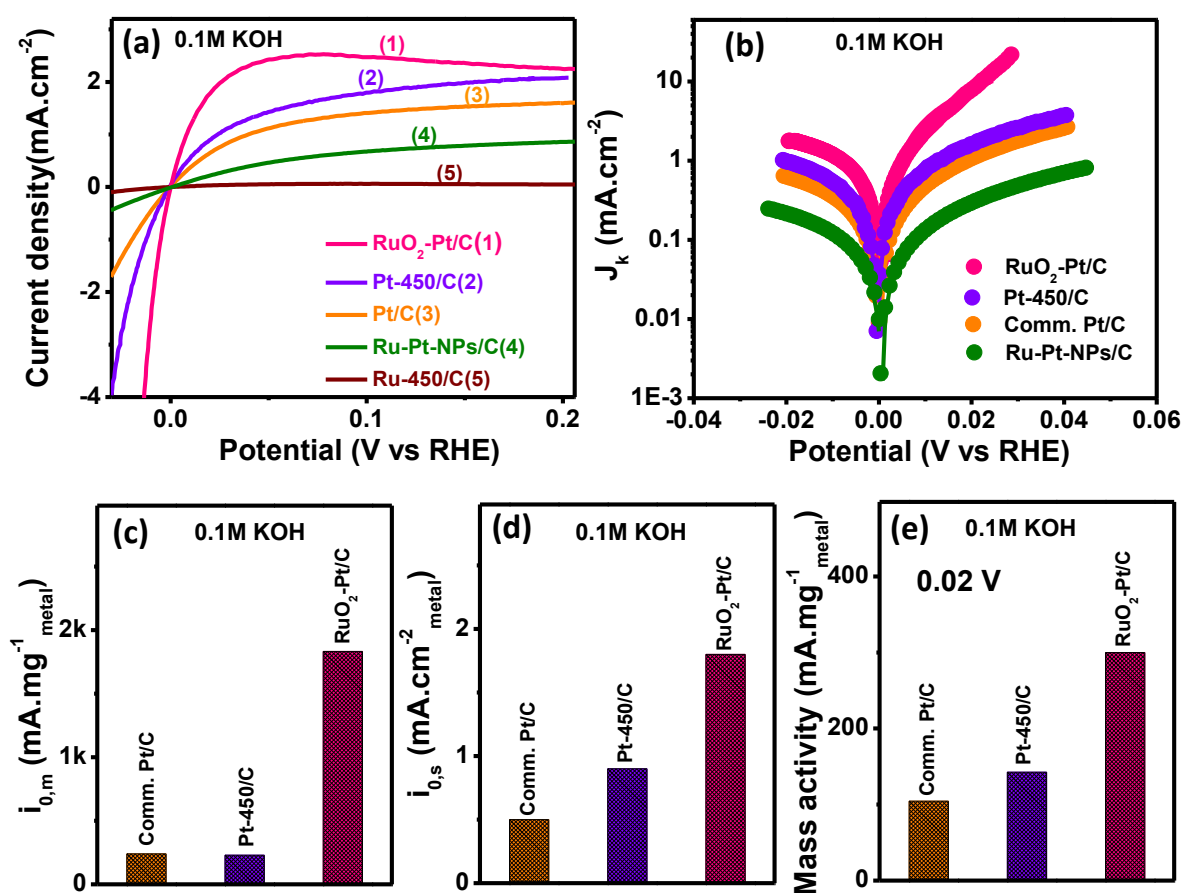 (a)
0.1M KOH
(1)
(2)
(3)
(4)
(5)
RuO₂-Pt/C(1)
Pt-450/C(2)
Pt/C(3)
Ru-Pt-NPs/C(4)
Ru-450/C(5)
2
0
-2
-4
0.0 0.1 0.2
Current density(mA.cm⁻²)
Potential (V vs RHE)
(b)
0.1M KOH
RuO₂-Pt/C
Pt-450/C
Comm. Pt/C
Ru-Pt-NPs/C
10
1
0.1
0.01
1E-3
-0.04 -0.02 0.00 0.02 0.04 0.06
Jₖ (mA.cm⁻²)
Potential (V vs RHE)
(c)
0.1M KOH
2k
1k
0
i₀,ₘ (mA.mg⁻¹ metal)
Comm. Pt/C
Pt-450/C
RuO₂-Pt/C
(d)
0.1M KOH
2
1
0
i₀,ₛ (mA.cm⁻² metal)
Comm. Pt/C
Pt-450/C
RuO₂-Pt/C
(e)
0.1M KOH
0.02 V
400
200
0
Mass activity (mA.mg⁻¹ metal)
Comm. Pt/C
Pt-450/C
RuO₂-Pt/C